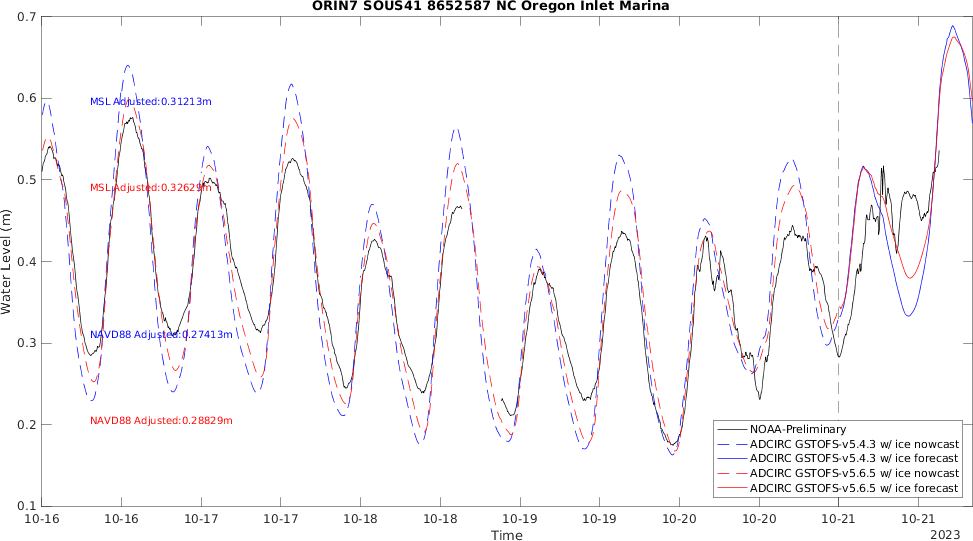 ORIN7 SOUS41 8652587 NC Oregon Inlet Marina
Water Level (m)
0.7
0.6
0.5
0.4
0.3
0.2
0.1
MSL Adjusted:0.31213m
MSL Adjusted:0.32629m
NAVD88 Adjusted:0.27413m
NAVD88 Adjusted:0.28829m
NOAA-Preliminary
ADCIRC GSTOFS-v5.4.3 w/ ice nowcast
ADCIRC GSTOFS-v5.4.3 w/ ice forecast
ADCIRC GSTOFS-v5.6.5 w/ ice nowcast
ADCIRC GSTOFS-v5.6.5 w/ ice forecast
10-16 10-16 10-17 10-17 10-18 10-18 10-19 10-19 10-20 10-20 10-21 10-21
Time
2023